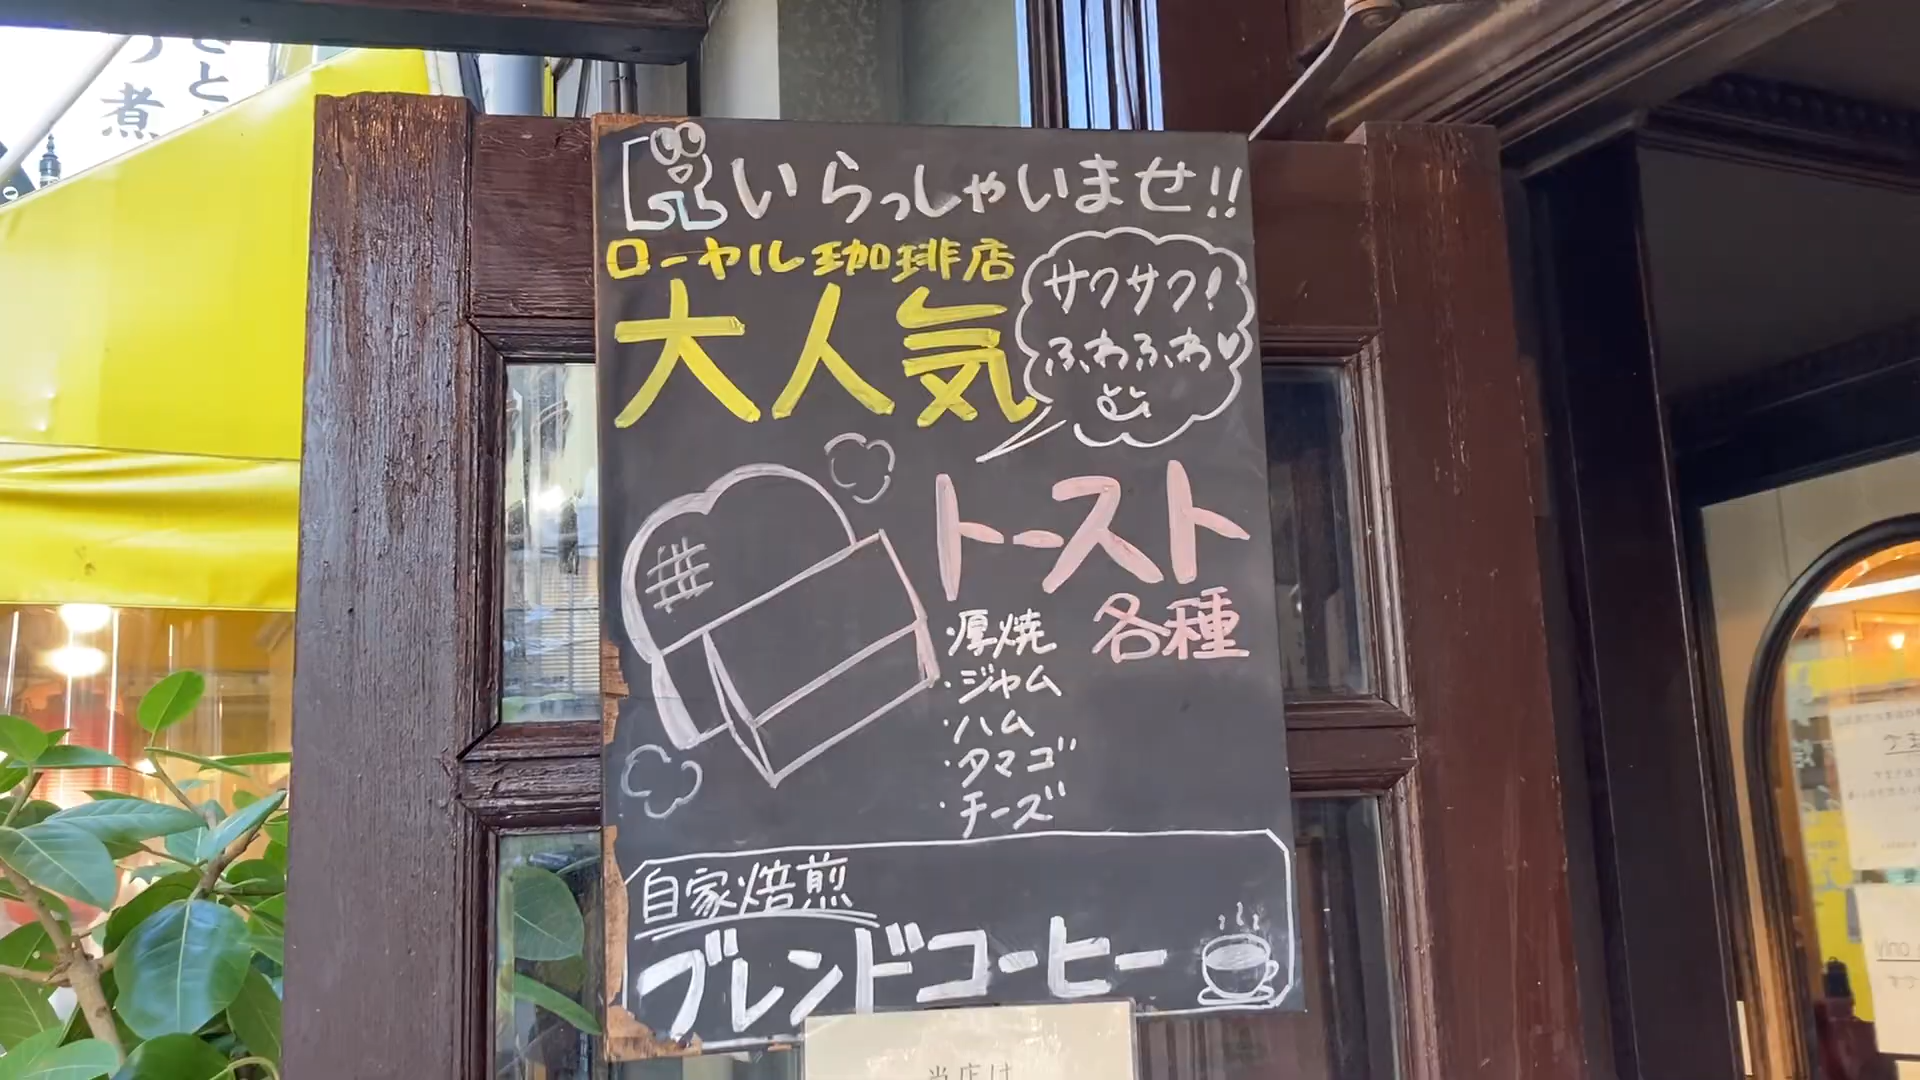 いらっしゃいませ!!
ローヤル珈琲店
大人気
サクサク!
ふわふわ♡
トースト
各種
・厚焼
・ジャム
・ハム
・タマゴ
・チーズ
自家焙煎
ブレンドコーヒー
当店は
煮
only